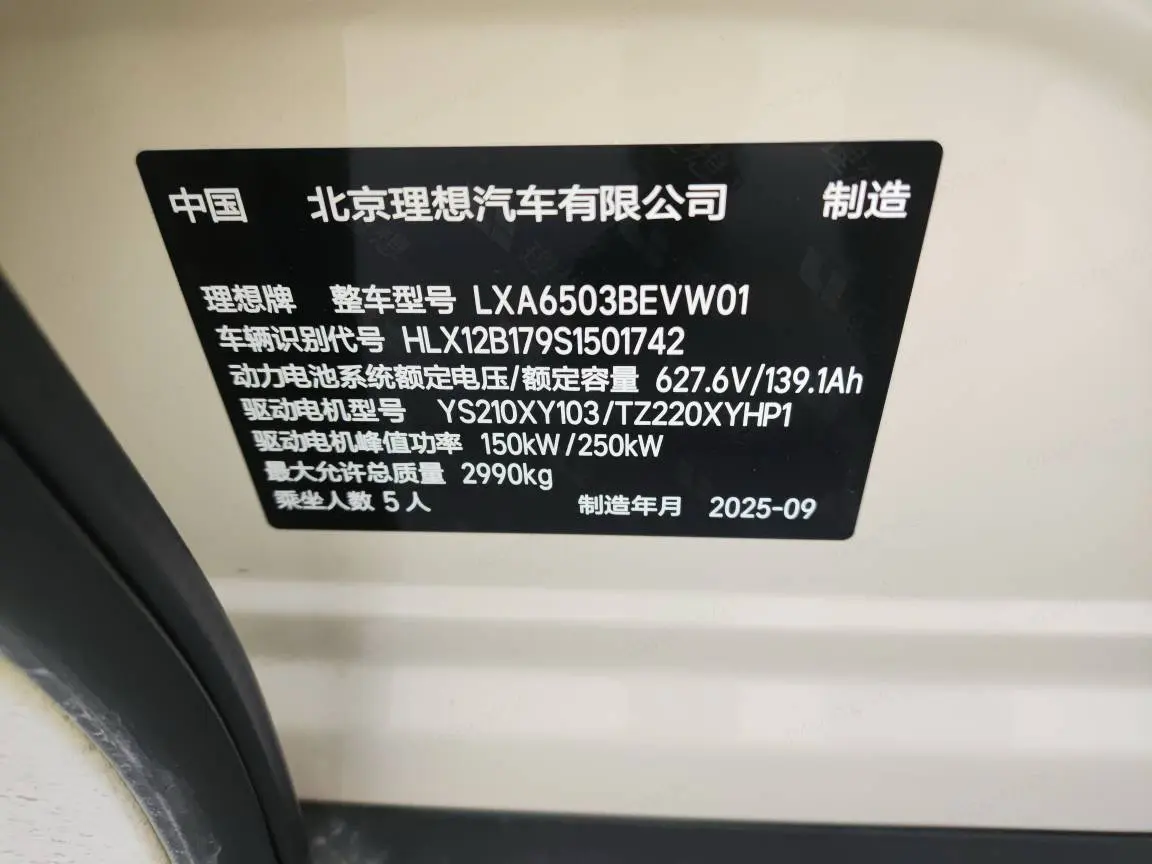 中国 北京理想汽车有限公司 制造
理想牌 整车型号 LXA6503BEVW01
车辆识别代号 HLX12B179S1501742
动力电池系统额定电压/额定容量 627.6V/139.1Ah
驱动电机型号 YS210XY103/TZ220XYHP1
驱动电机峰值功率 150kW/250kW
最大允许总质量 2990kg
乘坐人数 5人 制造年月 2025-09